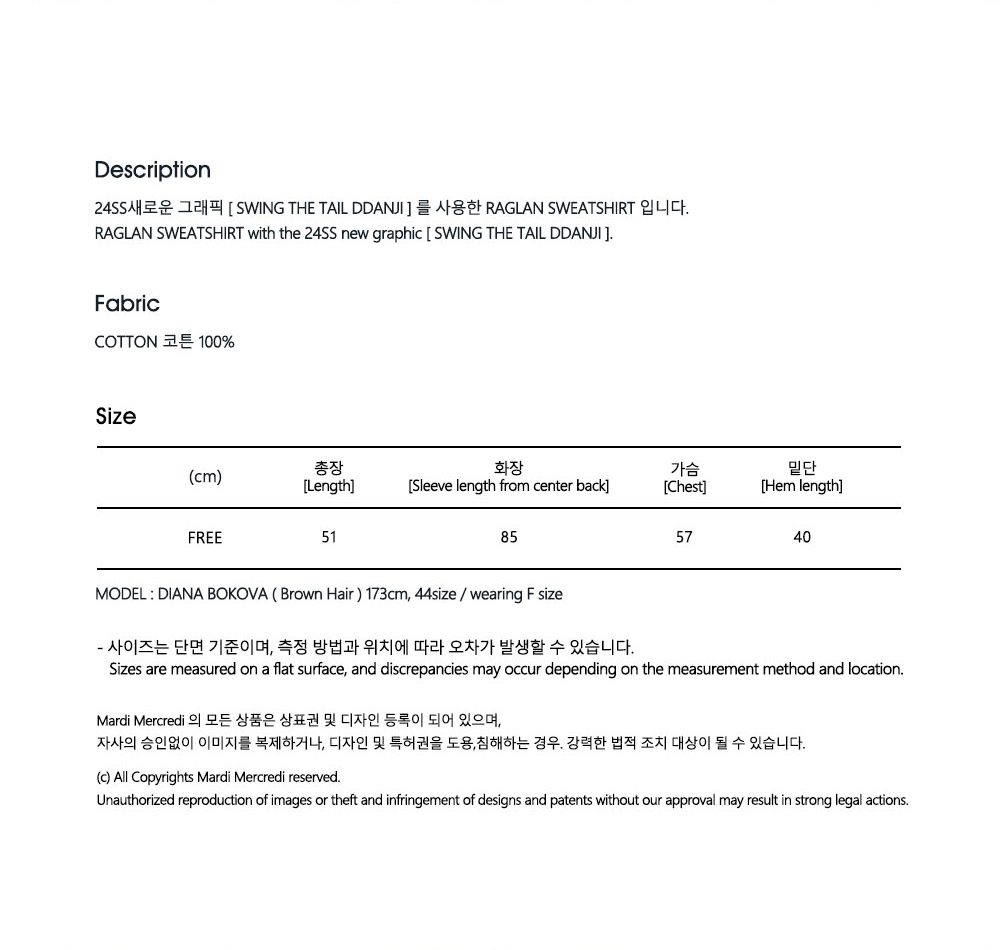 Description
24SS새로운 그래픽 [ SWING THE TAIL DDANJI ] 를 사용한 RAGLAN SWEATSHIRT 입니다.
RAGLAN SWEATSHIRT with the 24SS new graphic [ SWING THE TAIL DDANJI ].
Fabric
COTTON 코튼 100%
Size
(cm) 총장 화장 가슴 밑단
[Length] [Sleeve length from center back] [Chest] [Hem length]
FREE 51 85 57 40
MODEL : DIANA BOKOVA ( Brown Hair ) 173cm, 44size / wearing F size
- 사이즈는 단면 기준이며, 측정 방법과 위치에 따라 오차가 발생할 수 있습니다.
Sizes are measured on a flat surface, and discrepancies may occur depending on the measurement method and location.
Mardi Mercredi 의 모든 상품은 상표권 및 디자인 등록이 되어 있으며,
자사의 승인없이 이미지를 복제하거나, 디자인 및 특허권을 도용,침해하는 경우. 강력한 법적 조치 대상이 될 수 있습니다.
(c) All Copyrights Mardi Mercredi reserved.
Unauthorized reproduction of images or theft and infringement of designs and patents without our approval may result in strong legal actions.